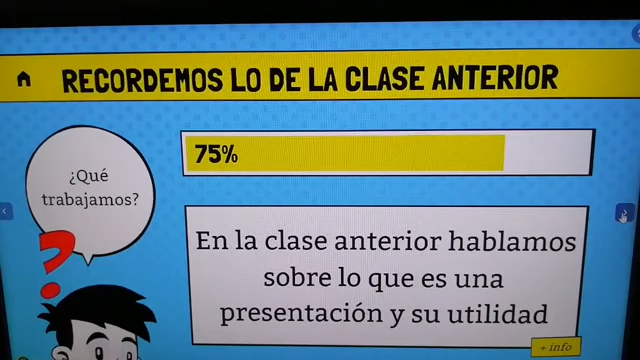 RECORDEMOS LO DE LA CLASE ANTERIOR
75%
¿Qué
trabajamos?
?
En la clase anterior hablamos
sobre lo que es una
presentación y su utilidad
+ info